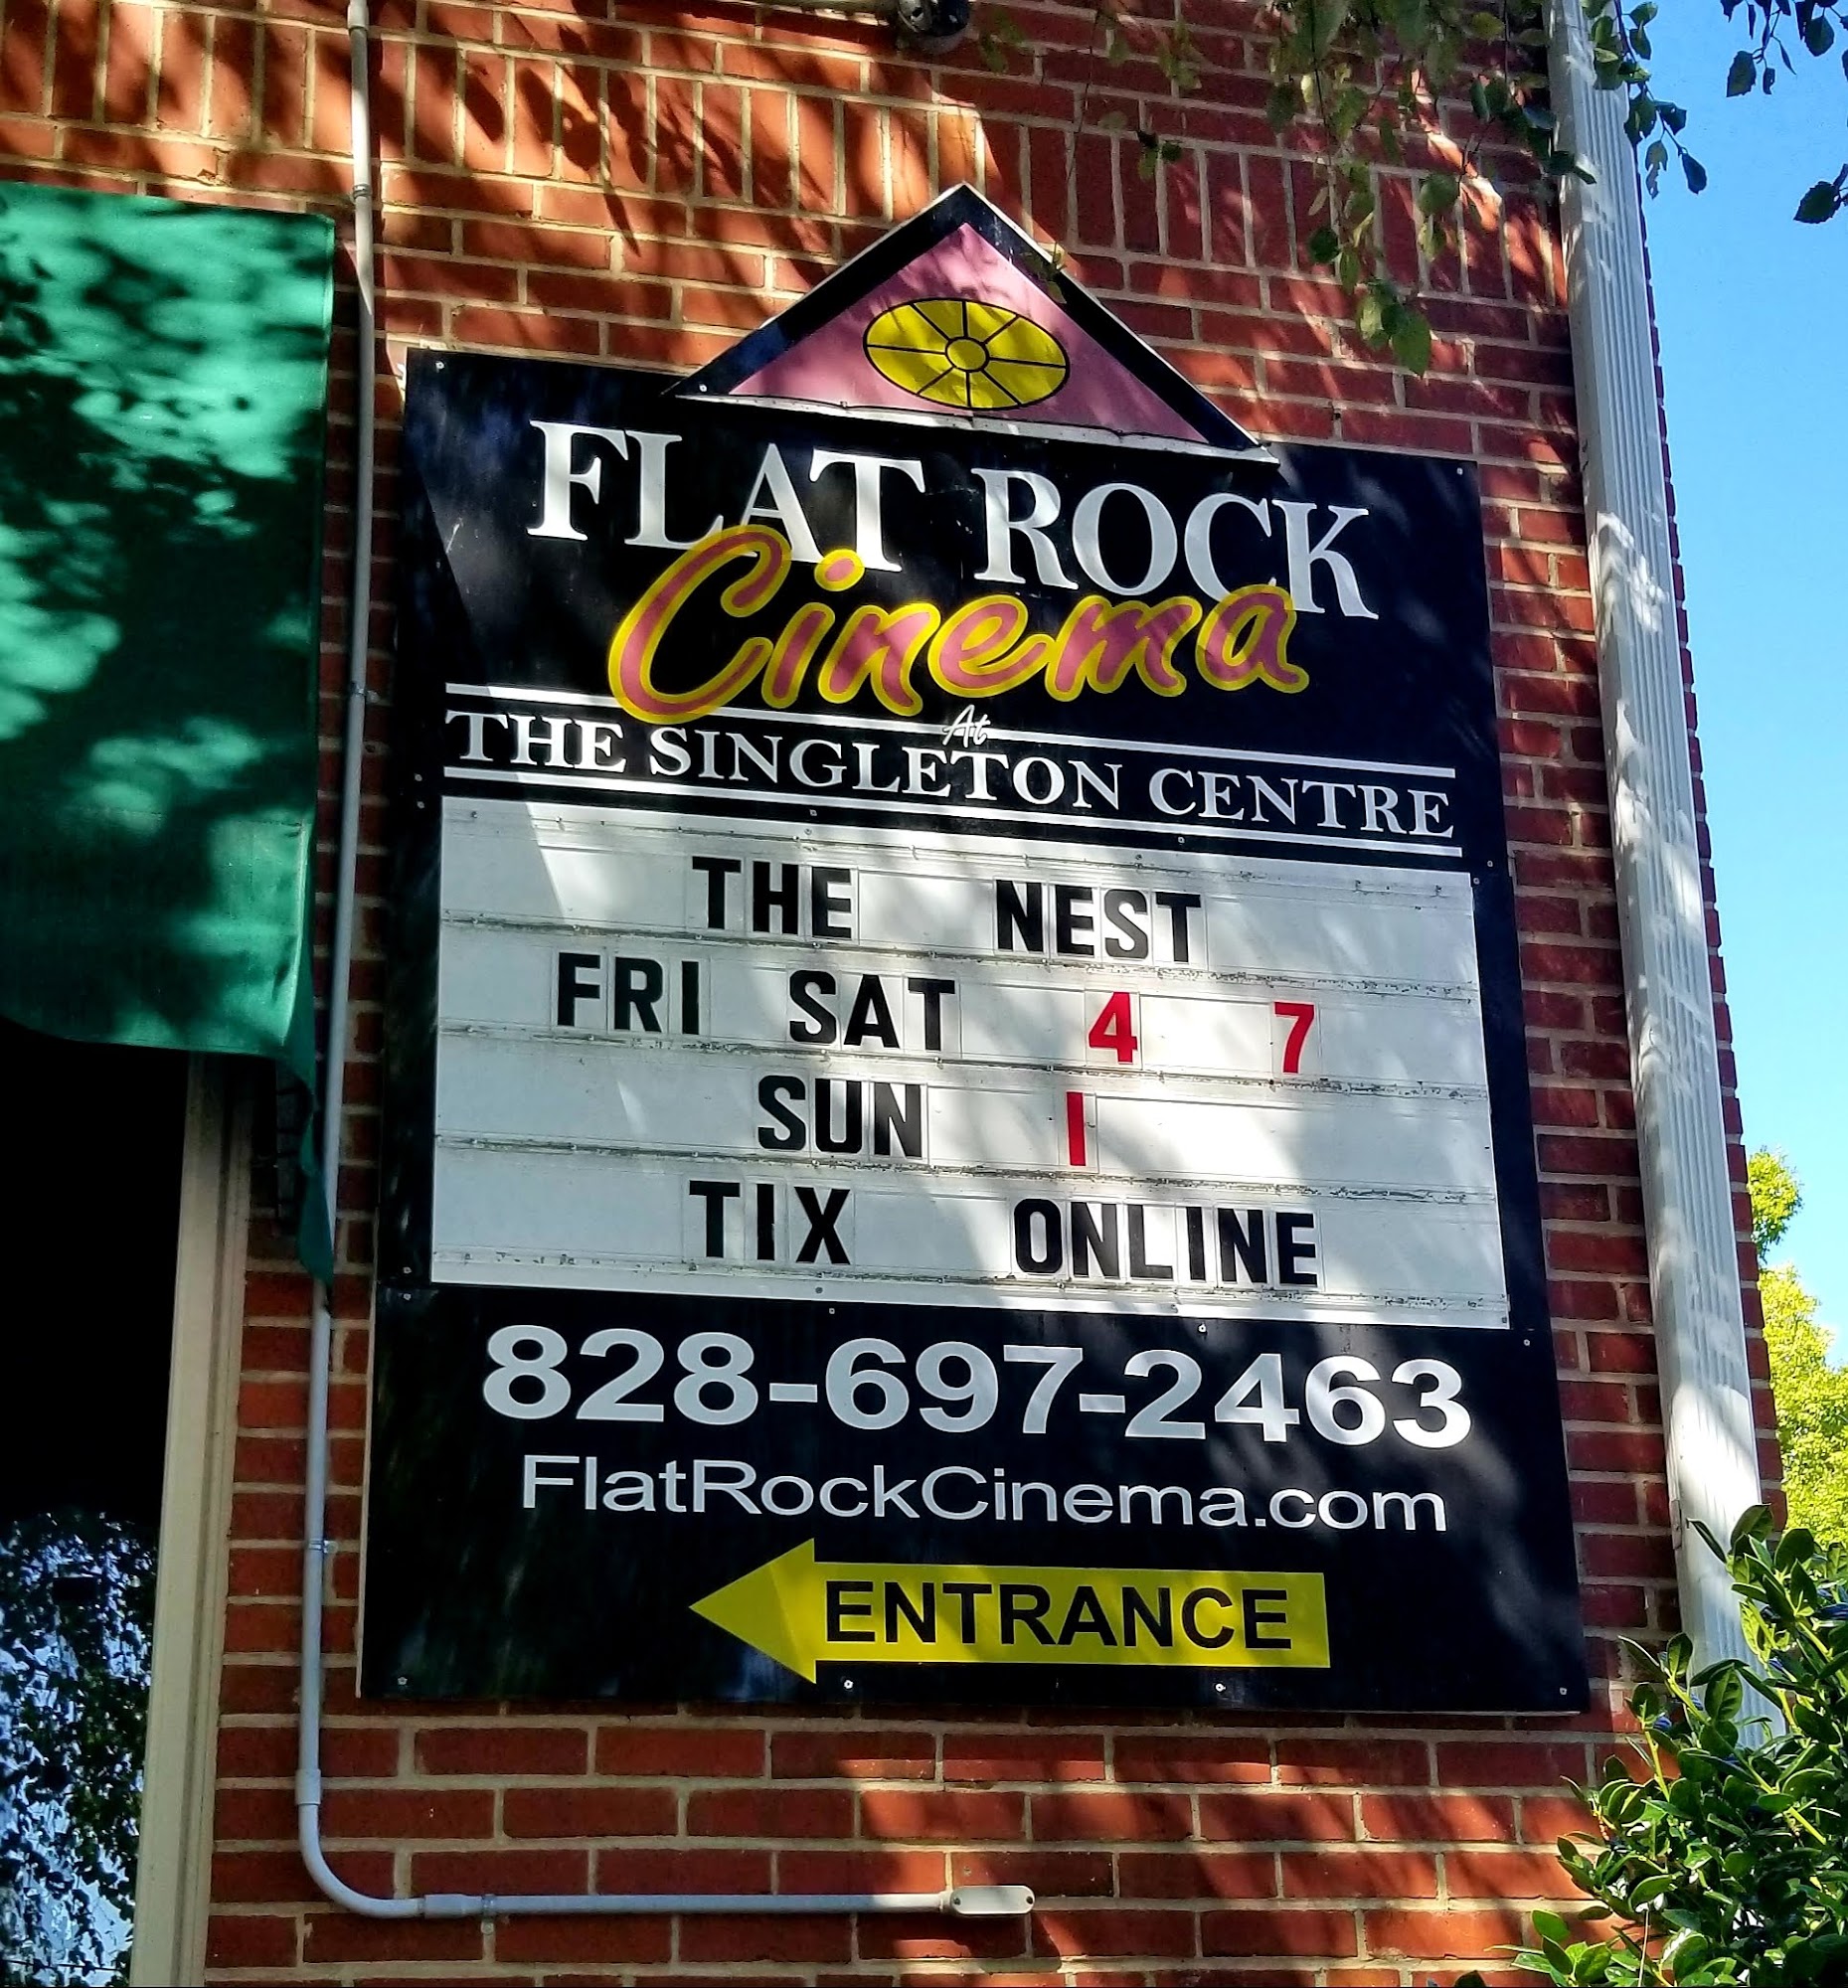 FLAT ROCK
Cinema
At
THE SINGLETON CENTRE
THE NEST
FRI SAT 4 7
SUN 1
TIX ONLINE
828-697-2463
FlatRockCinema.com
ENTRANCE